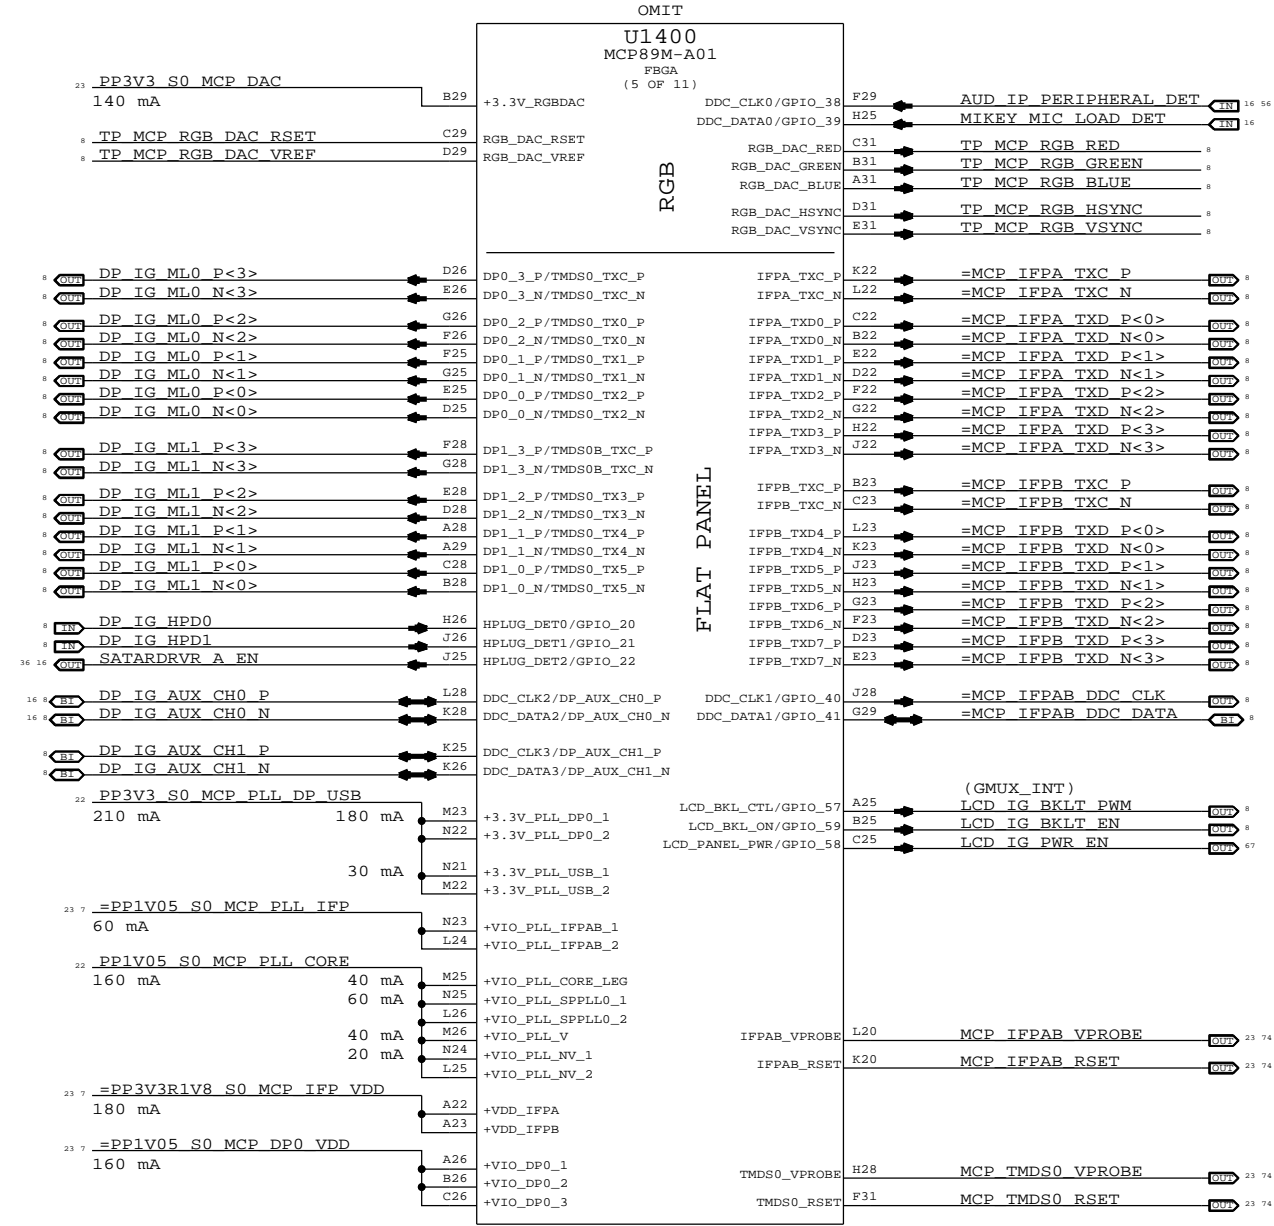 OMIT
U1400
MCP89M-A01
FBGA
(5 OF 11)
23 PP3V3_S0_MCP_DAC
140 mA
B29 +3.3V_RGBDAC
8 TP_MCP_RGB_DAC_RSET C29 RGB_DAC_RSET
8 TP_MCP_RGB_DAC_VREF D29 RGB_DAC_VREF
RGB
DDC_CLK0/GPIO_38 F29 AUD_IP_PERIPHERAL_DET IN 16 56
DDC_DATA0/GPIO_39 H25 MIKEY_MIC_LOAD_DET IN 16
RGB_DAC_RED C31 TP_MCP_RGB_RED 8
RGB_DAC_GREEN B31 TP_MCP_RGB_GREEN 8
RGB_DAC_BLUE A31 TP_MCP_RGB_BLUE 8
RGB_DAC_HSYNC D31 TP_MCP_RGB_HSYNC 8
RGB_DAC_VSYNC E31 TP_MCP_RGB_VSYNC 8
8 OUT DP_IG_ML0_P<3> D26 DP0_3_P/TMDS0_TXC_P
8 OUT DP_IG_ML0_N<3> E26 DP0_3_N/TMDS0_TXC_N
8 OUT DP_IG_ML0_P<2> G26 DP0_2_P/TMDS0_TX0_P
8 OUT DP_IG_ML0_N<2> F26 DP0_2_N/TMDS0_TX0_N
8 OUT DP_IG_ML0_P<1> F25 DP0_1_P/TMDS0_TX1_P
8 OUT DP_IG_ML0_N<1> G25 DP0_1_N/TMDS0_TX1_N
8 OUT DP_IG_ML0_P<0> E25 DP0_0_P/TMDS0_TX2_P
8 OUT DP_IG_ML0_N<0> D25 DP0_0_N/TMDS0_TX2_N
8 OUT DP_IG_ML1_P<3> F28 DP1_3_P/TMDS0B_TXC_P
8 OUT DP_IG_ML1_N<3> G28 DP1_3_N/TMDS0B_TXC_N
8 OUT DP_IG_ML1_P<2> E28 DP1_2_P/TMDS0_TX3_P
8 OUT DP_IG_ML1_N<2> D28 DP1_2_N/TMDS0_TX3_N
8 OUT DP_IG_ML1_P<1> A28 DP1_1_P/TMDS0_TX4_P
8 OUT DP_IG_ML1_N<1> A29 DP1_1_N/TMDS0_TX4_N
8 OUT DP_IG_ML1_P<0> C28 DP1_0_P/TMDS0_TX5_P
8 OUT DP_IG_ML1_N<0> B28 DP1_0_N/TMDS0_TX5_N
8 IN DP_IG_HPD0 H26 HPLUG_DET0/GPIO_20
8 IN DP_IG_HPD1 J26 HPLUG_DET1/GPIO_21
36 16 OUT SATARDRVR_A_EN J25 HPLUG_DET2/GPIO_22
16 8 BI DP_IG_AUX_CH0_P L28 DDC_CLK2/DP_AUX_CH0_P
16 8 BI DP_IG_AUX_CH0_N K28 DDC_DATA2/DP_AUX_CH0_N
8 BI DP_IG_AUX_CH1_P K25 DDC_CLK3/DP_AUX_CH1_P
8 BI DP_IG_AUX_CH1_N K26 DDC_DATA3/DP_AUX_CH1_N
FLAT PANEL
IFPA_TXC_P K22 =MCP_IFPA_TXC_P OUT 8
IFPA_TXC_N L22 =MCP_IFPA_TXC_N OUT 8
IFPA_TXD0_P C22 =MCP_IFPA_TXD_P<0> OUT 8
IFPA_TXD0_N B22 =MCP_IFPA_TXD_N<0> OUT 8
IFPA_TXD1_P E22 =MCP_IFPA_TXD_P<1> OUT 8
IFPA_TXD1_N D22 =MCP_IFPA_TXD_N<1> OUT 8
IFPA_TXD2_P F22 =MCP_IFPA_TXD_P<2> OUT 8
IFPA_TXD2_N G22 =MCP_IFPA_TXD_N<2> OUT 8
IFPA_TXD3_P H22 =MCP_IFPA_TXD_P<3> OUT 8
IFPA_TXD3_N J22 =MCP_IFPA_TXD_N<3> OUT 8
IFPB_TXC_P B23 =MCP_IFPB_TXC_P OUT 8
IFPB_TXC_N C23 =MCP_IFPB_TXC_N OUT 8
IFPB_TXD4_P L23 =MCP_IFPB_TXD_P<0> OUT 8
IFPB_TXD4_N K23 =MCP_IFPB_TXD_N<0> OUT 8
IFPB_TXD5_P J23 =MCP_IFPB_TXD_P<1> OUT 8
IFPB_TXD5_N H23 =MCP_IFPB_TXD_N<1> OUT 8
IFPB_TXD6_P G23 =MCP_IFPB_TXD_P<2> OUT 8
IFPB_TXD6_N F23 =MCP_IFPB_TXD_N<2> OUT 8
IFPB_TXD7_P D23 =MCP_IFPB_TXD_P<3> OUT 8
IFPB_TXD7_N E23 =MCP_IFPB_TXD_N<3> OUT 8
DDC_CLK1/GPIO_40 J28 =MCP_IFPAB_DDC_CLK OUT 8
DDC_DATA1/GPIO_41 G29 =MCP_IFPAB_DDC_DATA BI 8
(GMUX_INT)
LCD_BKL_CTL/GPIO_57 A25 LCD_IG_BKLT_PWM OUT 8
LCD_BKL_ON/GPIO_59 B25 LCD_IG_BKLT_EN OUT 8
LCD_PANEL_PWR/GPIO_58 C25 LCD_IG_PWR_EN OUT 67
22 PP3V3_S0_MCP_PLL_DP_USB
210 mA 180 mA M23 +3.3V_PLL_DP0_1
N22 +3.3V_PLL_DP0_2
30 mA N21 +3.3V_PLL_USB_1
M22 +3.3V_PLL_USB_2
23 7 =PP1V05_S0_MCP_PLL_IFP
60 mA N23 +VIO_PLL_IFPAB_1
L24 +VIO_PLL_IFPAB_2
22 PP1V05_S0_MCP_PLL_CORE
160 mA 40 mA M25 +VIO_PLL_CORE_LEG
60 mA N25 +VIO_PLL_SPPLL0_1
L26 +VIO_PLL_SPPLL0_2
40 mA M26 +VIO_PLL_V
20 mA N24 +VIO_PLL_NV_1
L25 +VIO_PLL_NV_2
23 7 =PP3V3R1V8_S0_MCP_IFP_VDD
180 mA A22 +VDD_IFPA
A23 +VDD_IFPB
23 7 =PP1V05_S0_MCP_DP0_VDD
160 mA A26 +VIO_DP0_1
B26 +VIO_DP0_2
C26 +VIO_DP0_3
IFPAB_VPROBE L20 MCP_IFPAB_VPROBE OUT 23 74
IFPAB_RSET K20 MCP_IFPAB_RSET OUT 23 74
TMDS0_VPROBE H28 MCP_TMDS0_VPROBE OUT 23 74
TMDS0_RSET F31 MCP_TMDS0_RSET OUT 23 74